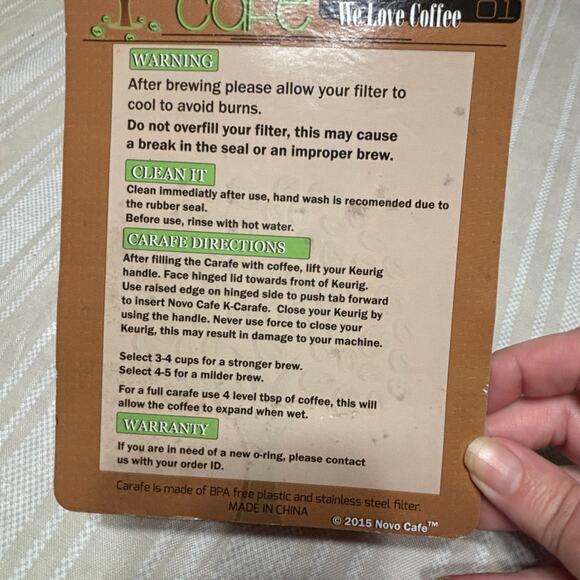 Café
We Love Coffee
01
WARNING
After brewing please allow your filter to
cool to avoid burns.
Do not overfill your filter, this may cause
a break in the seal or an improper brew.
CLEAN IT
Clean immediatly after use, hand wash is recomended due to
the rubber seal.
Before use, rinse with hot water.
CARAFE DIRECTIONS
After filling the Carafe with coffee, lift your Keurig
handle. Face hinged lid towards front of Keurig.
Use raised edge on hinged side to push tab forward
to insert Novo Cafe K-Carafe. Close your Keurig by
using the handle. Never use force to close your
Keurig, this may result in damage to your machine.
Select 3-4 cups for a stronger brew.
Select 4-5 for a milder brew.
For a full carafe use 4 level tbsp of coffee, this will
allow the coffee to expand when wet.
WARRANTY
If you are in need of a new o-ring, please contact
us with your order ID.
Carafe is made of BPA free plastic and stainless steel filter.
MADE IN CHINA
© 2015 Novo Cafe™